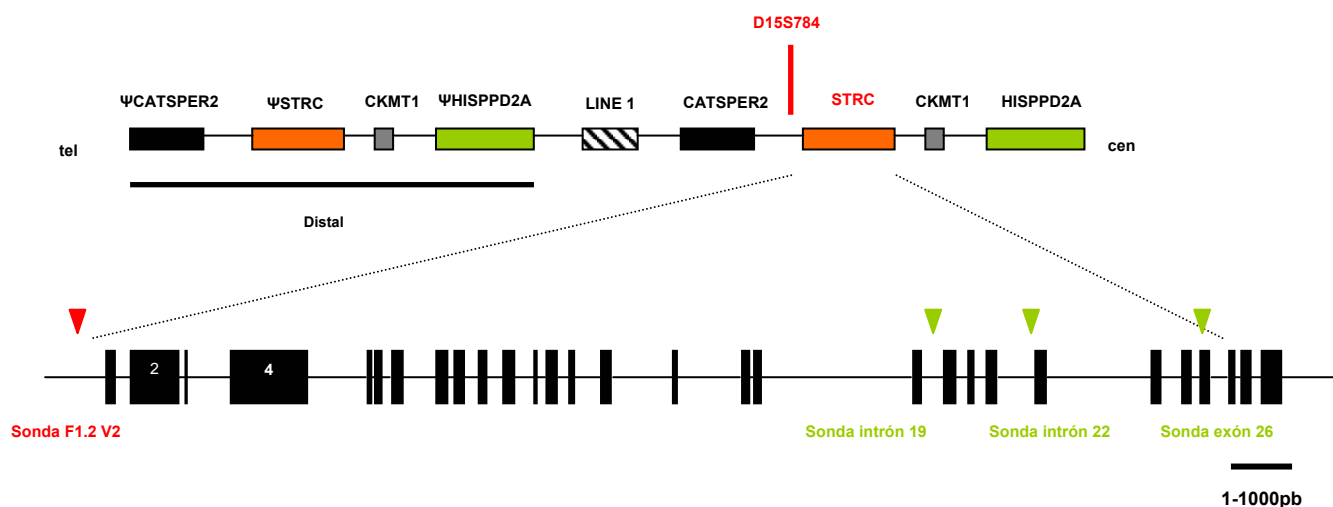 D15S784
ΨCATSPER2 ΨSTRC CKMT1 ΨHISPPD2A LINE 1 CATSPER2 STRC CKMT1 HISPPD2A
tel cen
Distal
2 4
Sonda F1.2 V2 Sonda intrón 19 Sonda intrón 22 Sonda exón 26
1-1000pb